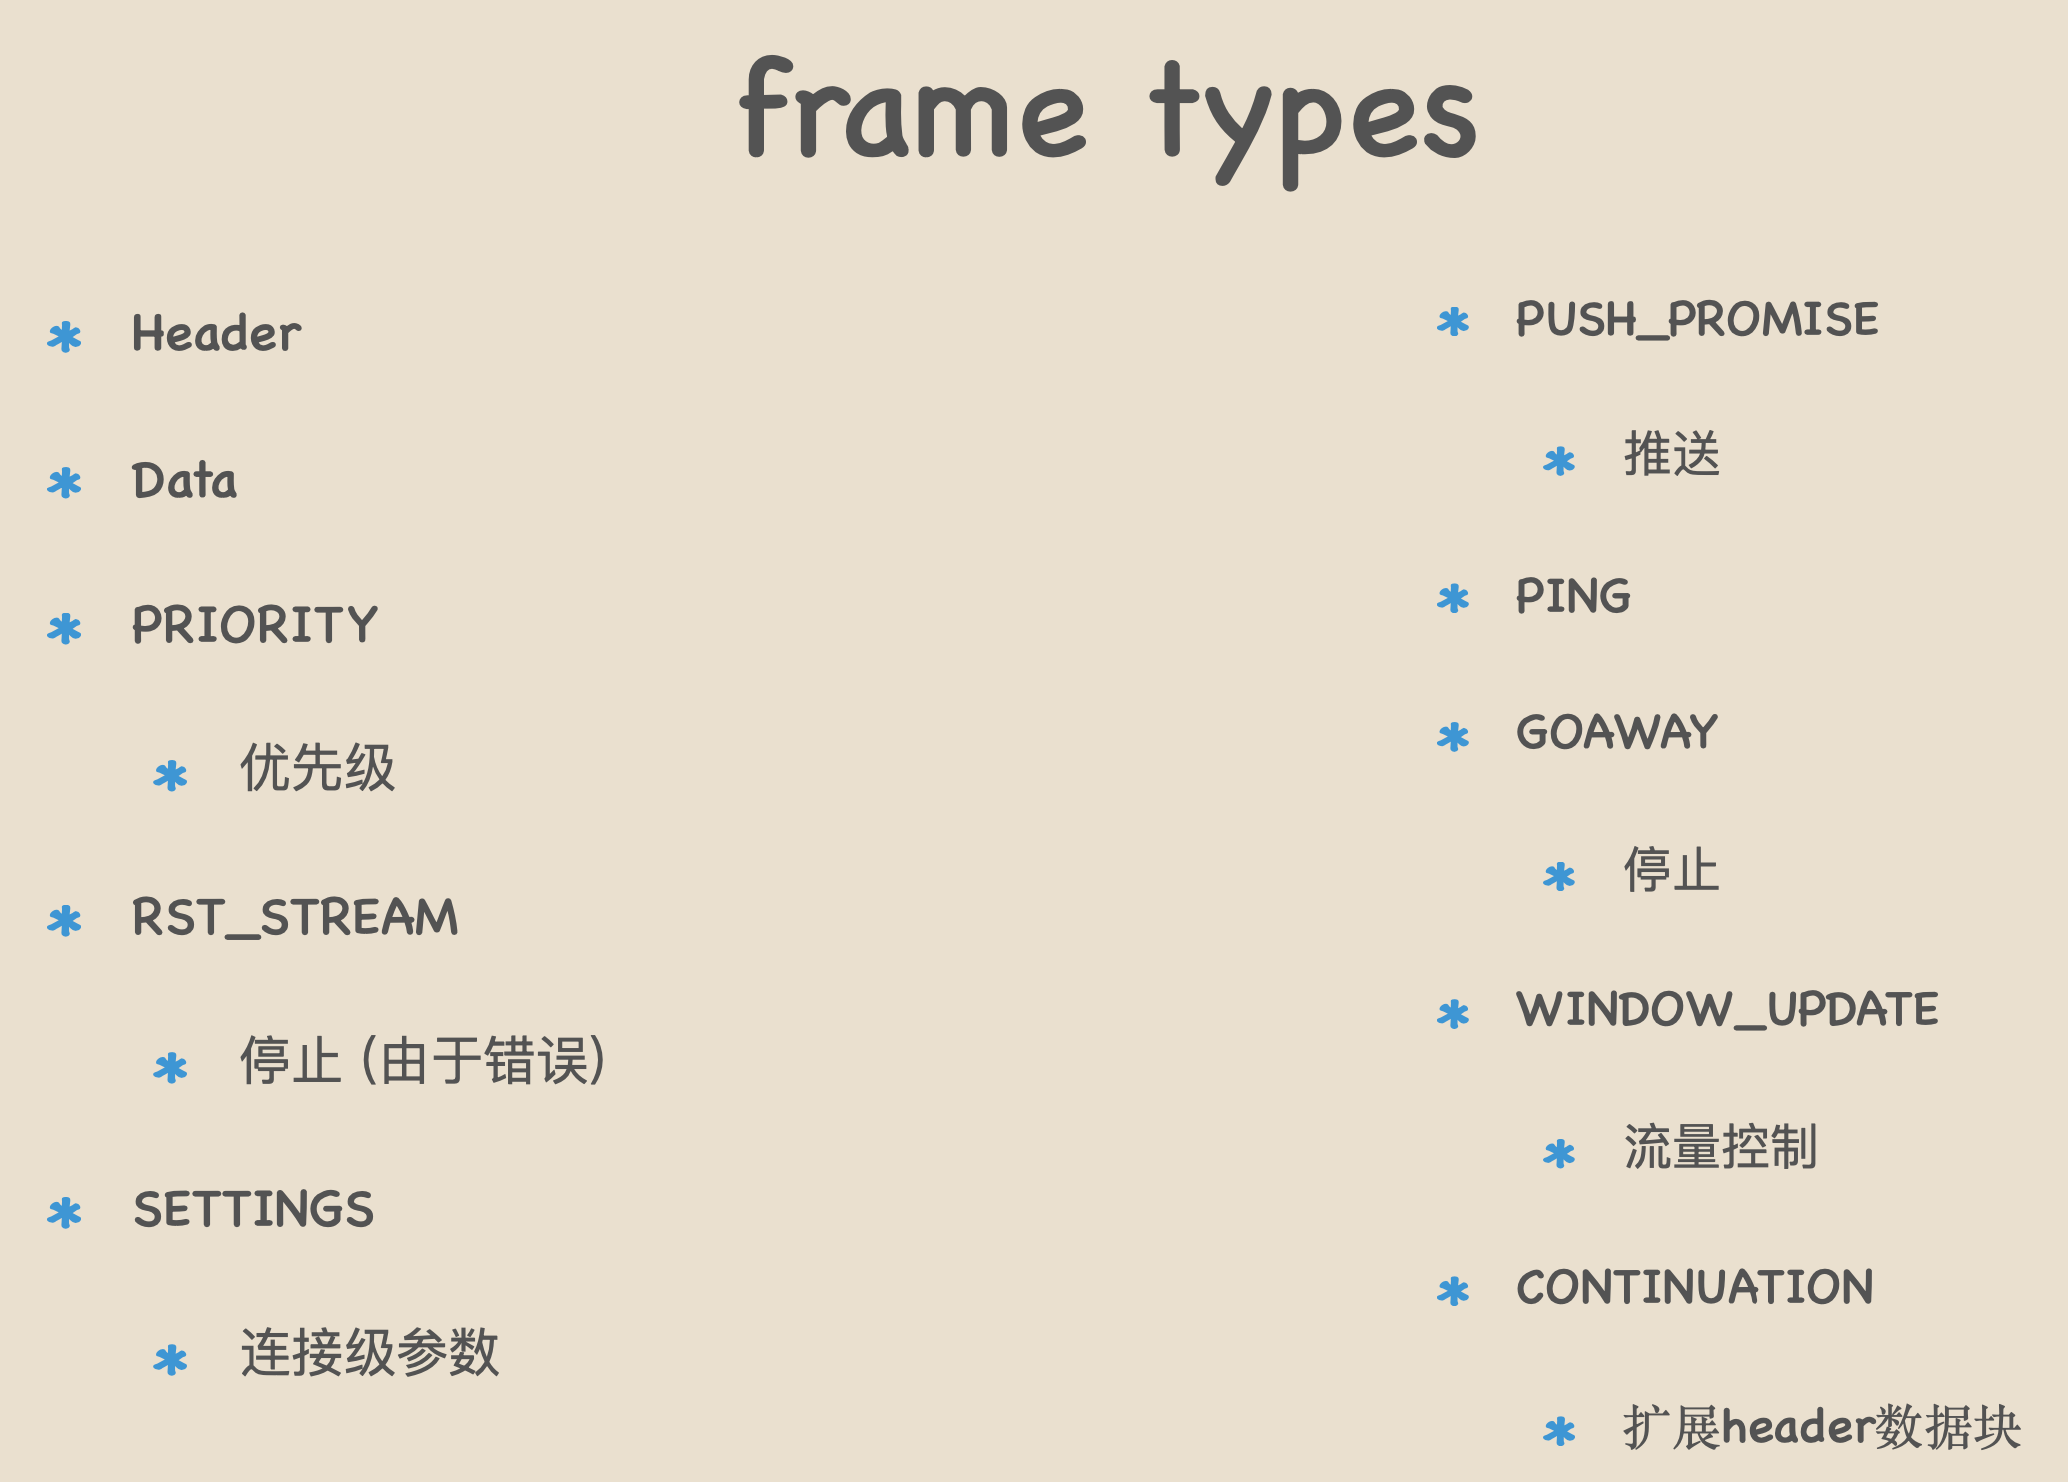 frame types
Header
Data
PRIORITY
优先级
RST_STREAM
停止 (由于错误)
SETTINGS
连接级参数
PUSH_PROMISE
推送
PING
GOAWAY
停止
WINDOW_UPDATE
流量控制
CONTINUATION
扩展header数据块